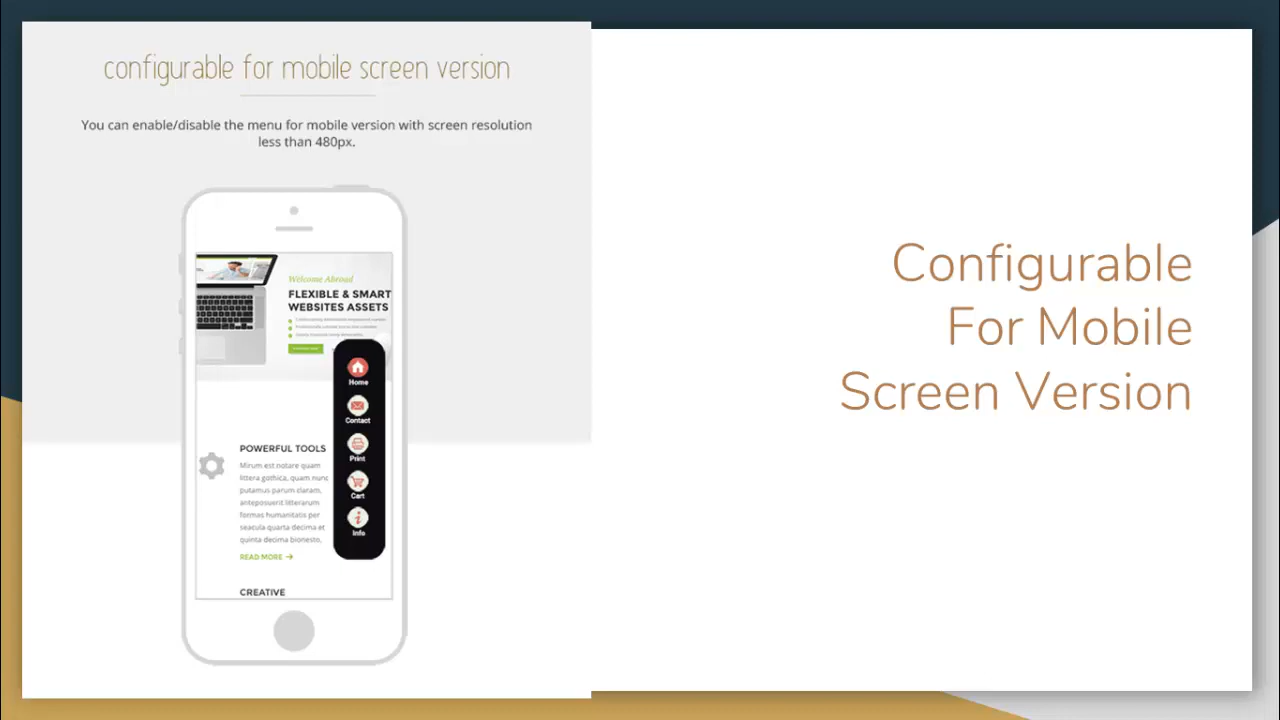 configurable for mobile screen version
You can enable/disable the menu for mobile version with screen resolution
less than 480px.
Welcome Abroad
FLEXIBLE & SMART
WEBSITES ASSETS
Home
Contact
Print
Cart
Info
POWERFUL TOOLS
Mirum est notare quam
littera gothica, quam nunc
putamus parum claram,
anteposuerit litterarum
formas humanitatis per
seacula quarta decima et
quinta decima bionesto.
READ MORE →
CREATIVE
Configurable
For Mobile
Screen Version